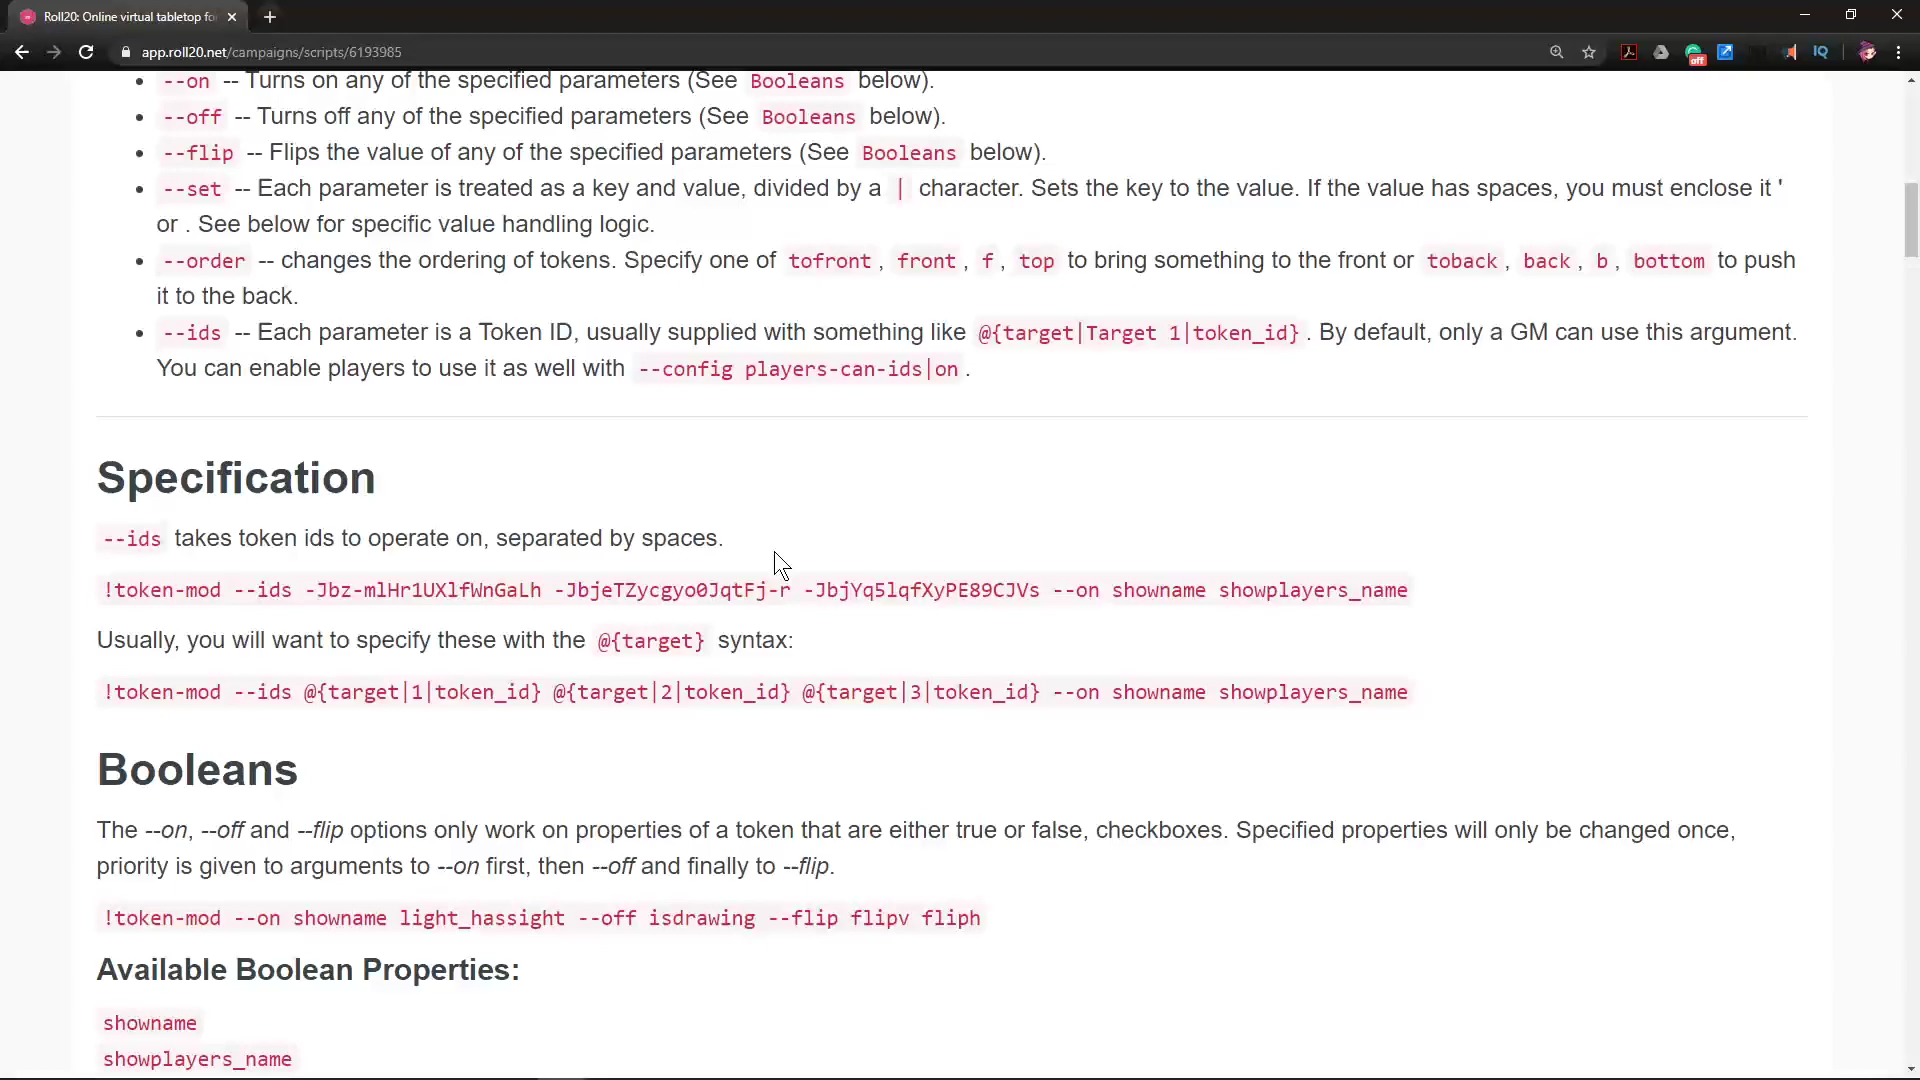 Roll20: Online virtual tabletop fo
app.roll20.net/campaigns/scripts/6193985
off
IQ
--on -- Turns on any of the specified parameters (See Booleans below).
--off -- Turns off any of the specified parameters (See Booleans below).
--flip -- Flips the value of any of the specified parameters (See Booleans below).
--set -- Each parameter is treated as a key and value, divided by a | character. Sets the key to the value. If the value has spaces, you must enclose it '
or . See below for specific value handling logic.
--order -- changes the ordering of tokens. Specify one of tofront, front, f, top to bring something to the front or toback, back, b, bottom to push
it to the back.
--ids -- Each parameter is a Token ID, usually supplied with something like @{target|Target 1|token_id}. By default, only a GM can use this argument.
You can enable players to use it as well with --config players-can-ids|on.
Specification
--ids takes token ids to operate on, separated by spaces.
!token-mod --ids -Jbz-mlHr1UXlfWnGaLh -JbjeTZycgyo0JqtFj-r -JbjYq5lqfXyPE89CJVs --on showname showplayers_name
Usually, you will want to specify these with the @{target} syntax:
!token-mod --ids @{target|1|token_id} @{target|2|token_id} @{target|3|token_id} --on showname showplayers_name
Booleans
The --on, --off and --flip options only work on properties of a token that are either true or false, checkboxes. Specified properties will only be changed once,
priority is given to arguments to --on first, then --off and finally to --flip.
!token-mod --on showname light_hassight --off isdrawing --flip flipv fliph
Available Boolean Properties:
showname
showplayers_name